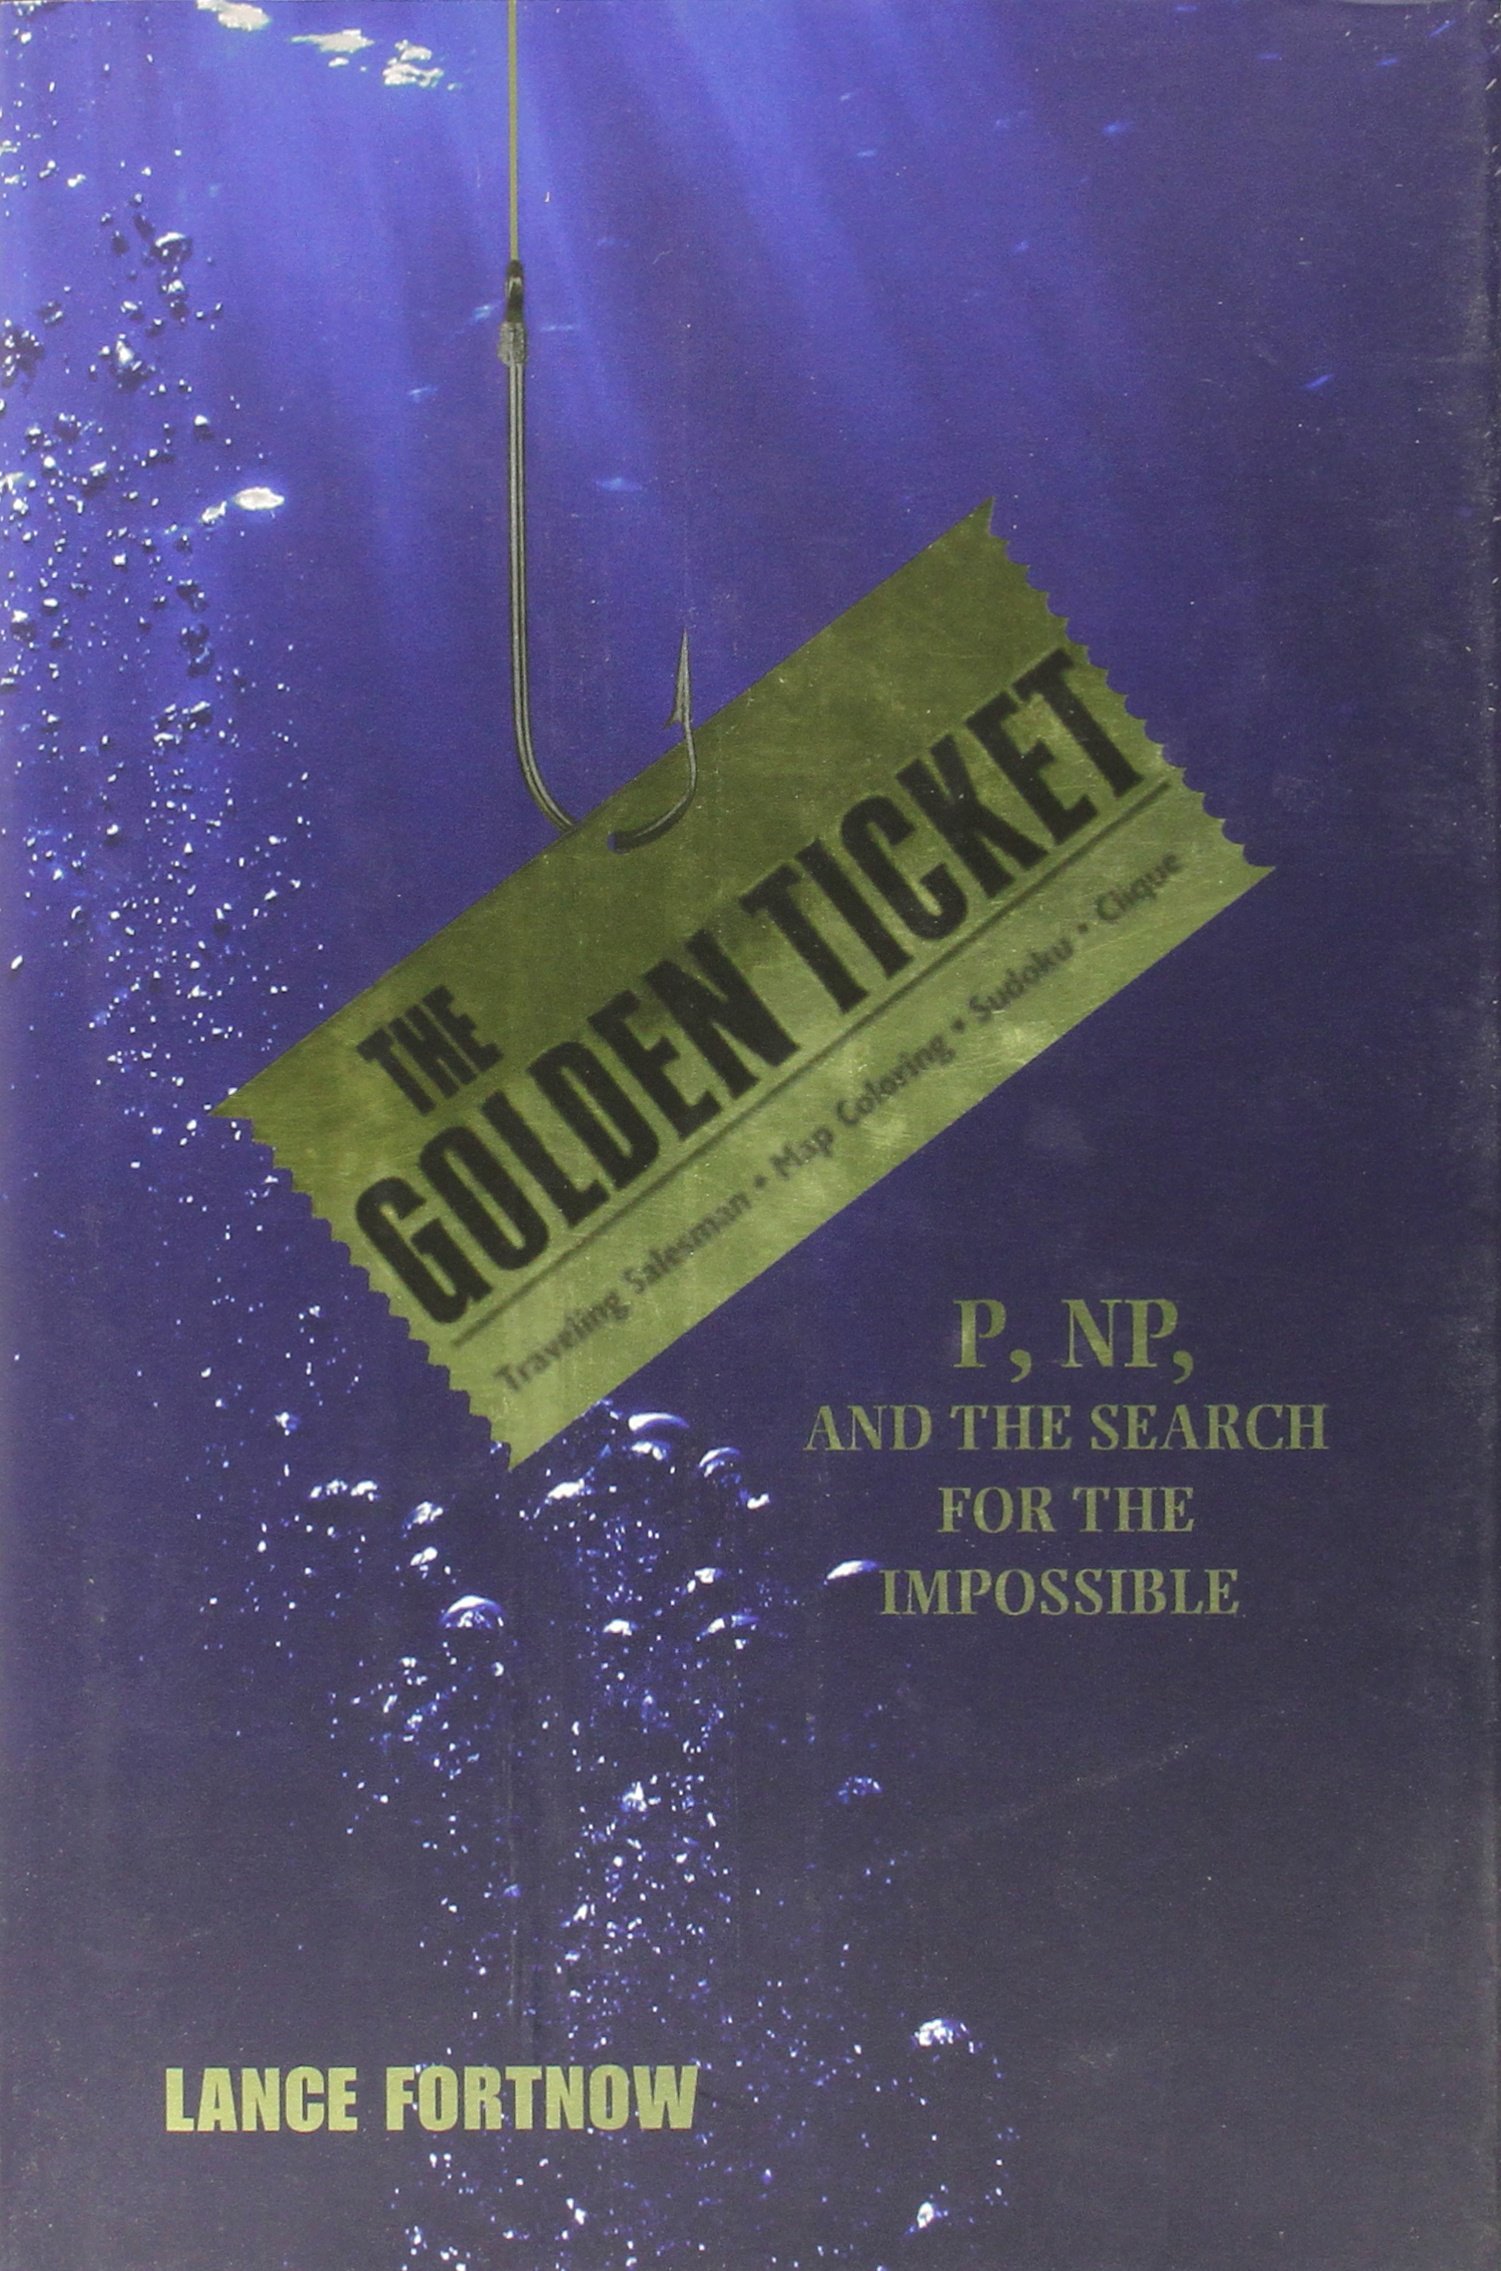 THE
GOLDEN TICKET
Traveling Salesman • Map Coloring • Sudoku • Clique
P, NP,
AND THE SEARCH
FOR THE
IMPOSSIBLE
LANCE FORTNOW